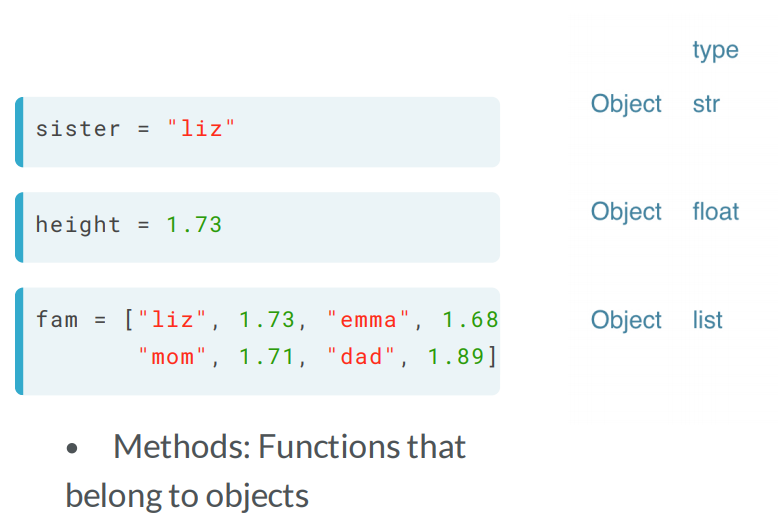 type
sister = "liz"
Object str
height = 1.73
Object float
fam = ["liz", 1.73, "emma", 1.68
"mom", 1.71, "dad", 1.89]
Object list
• Methods: Functions that
belong to objects